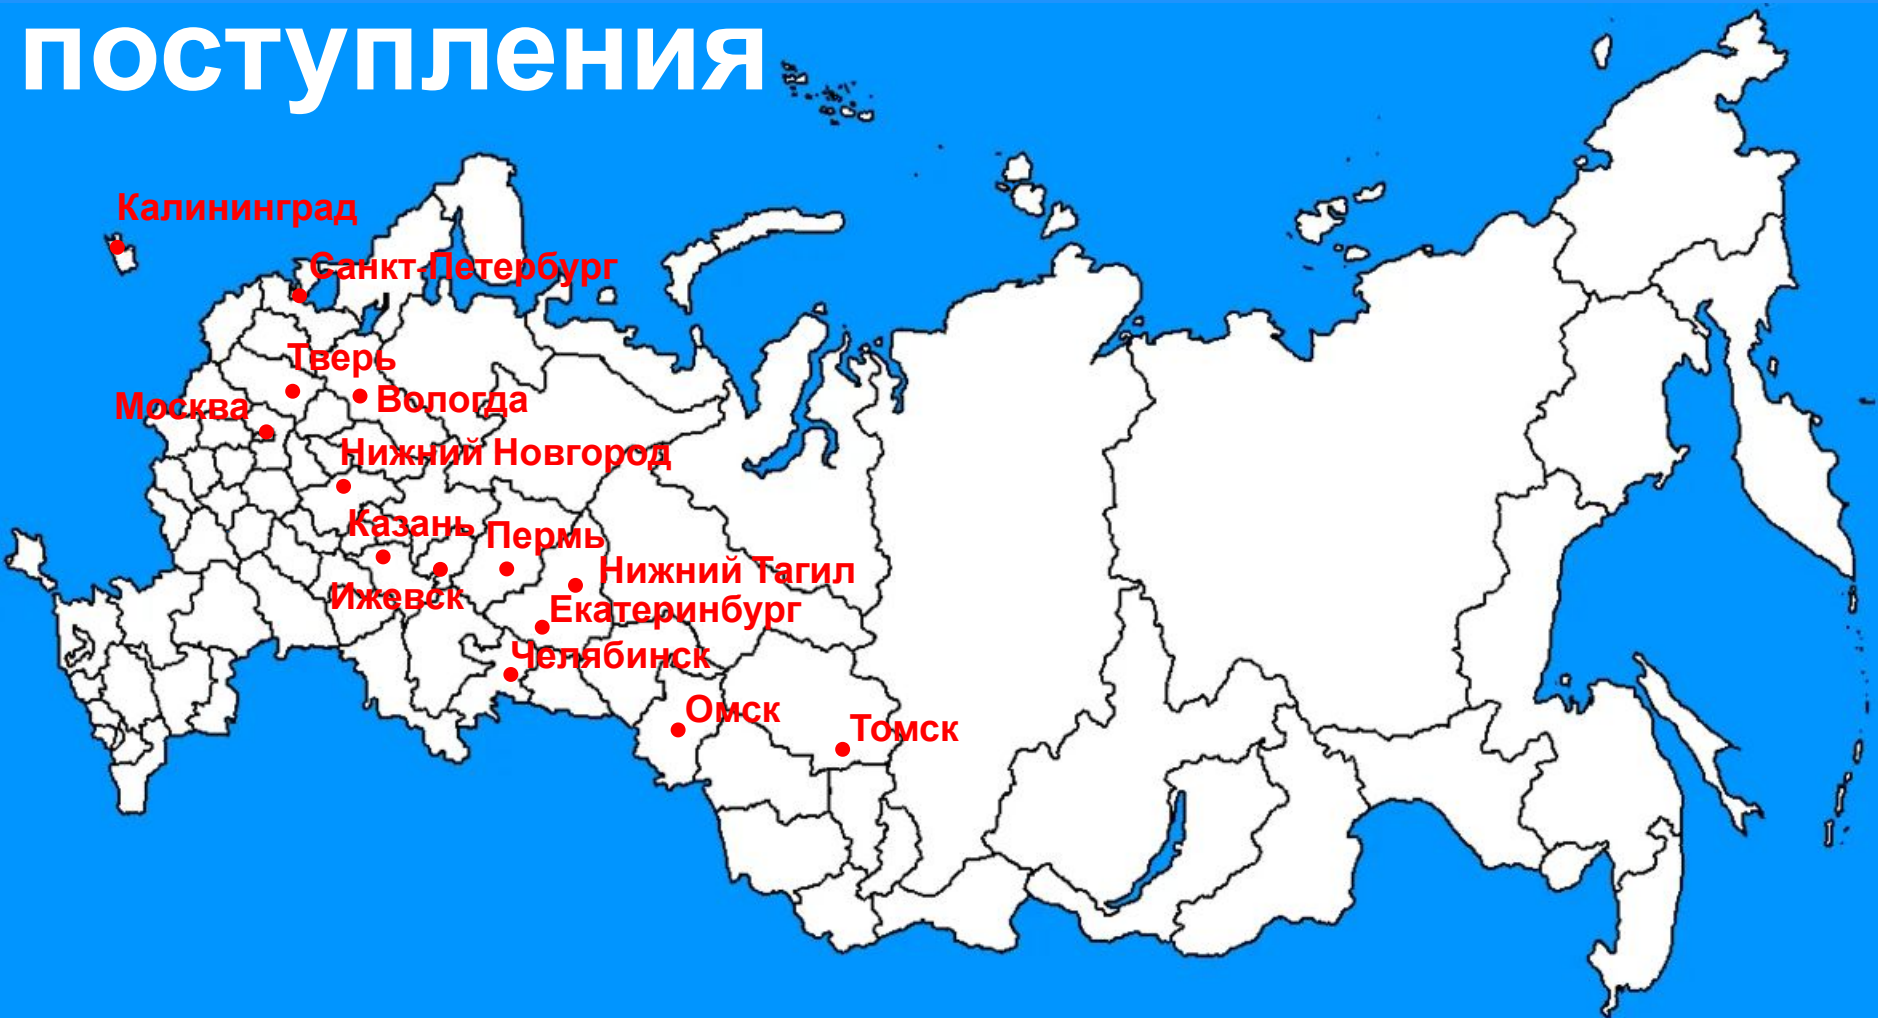 поступления
Калининград
Санкт-Петербург
Тверь
Вологда
Москва
Нижний Новгород
Казань
Пермь
Нижний Тагил
Ижевск
Екатеринбург
Челябинск
Омск
Томск